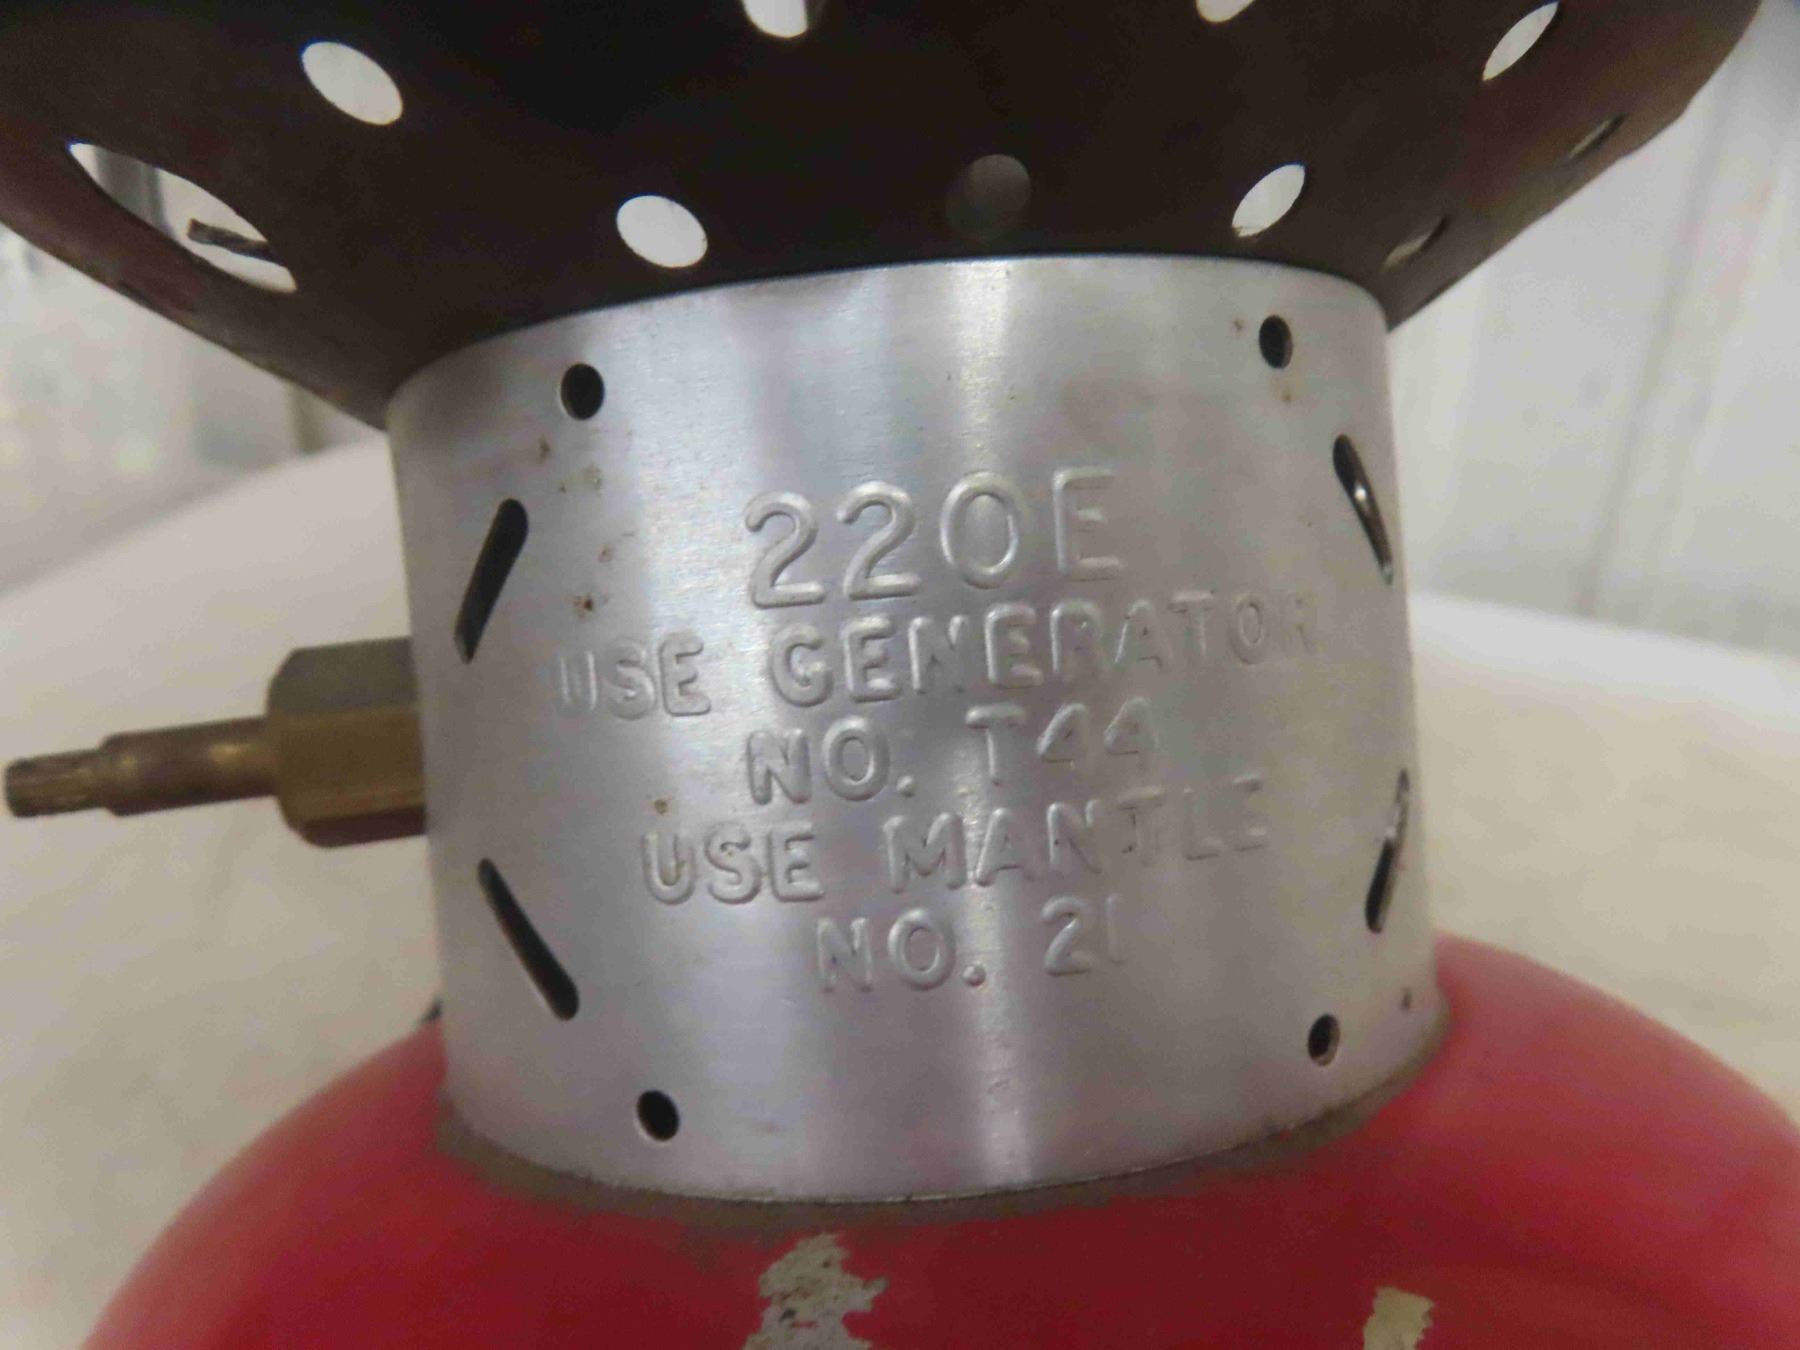 220E
USE GENERATOR
NO. T44
USE MANTLE
NO. 21